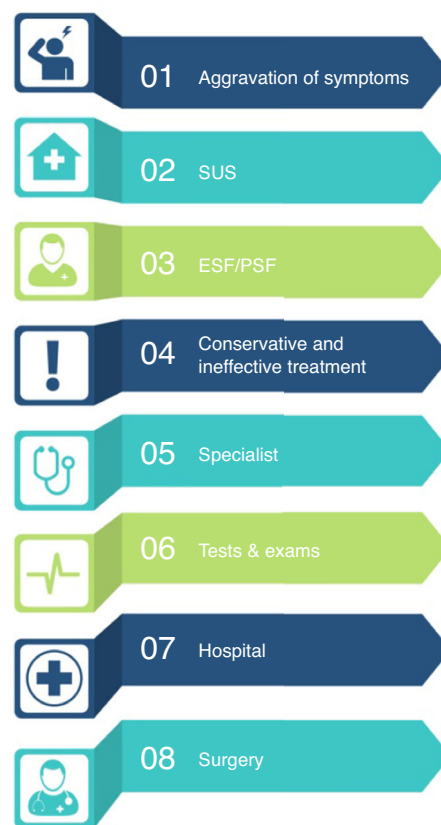 01 Aggravation of symptoms
02 SUS
03 ESF/PSF
04 Conservative and
ineffective treatment
05 Specialist
06 Tests & exams
07 Hospital
08 Surgery